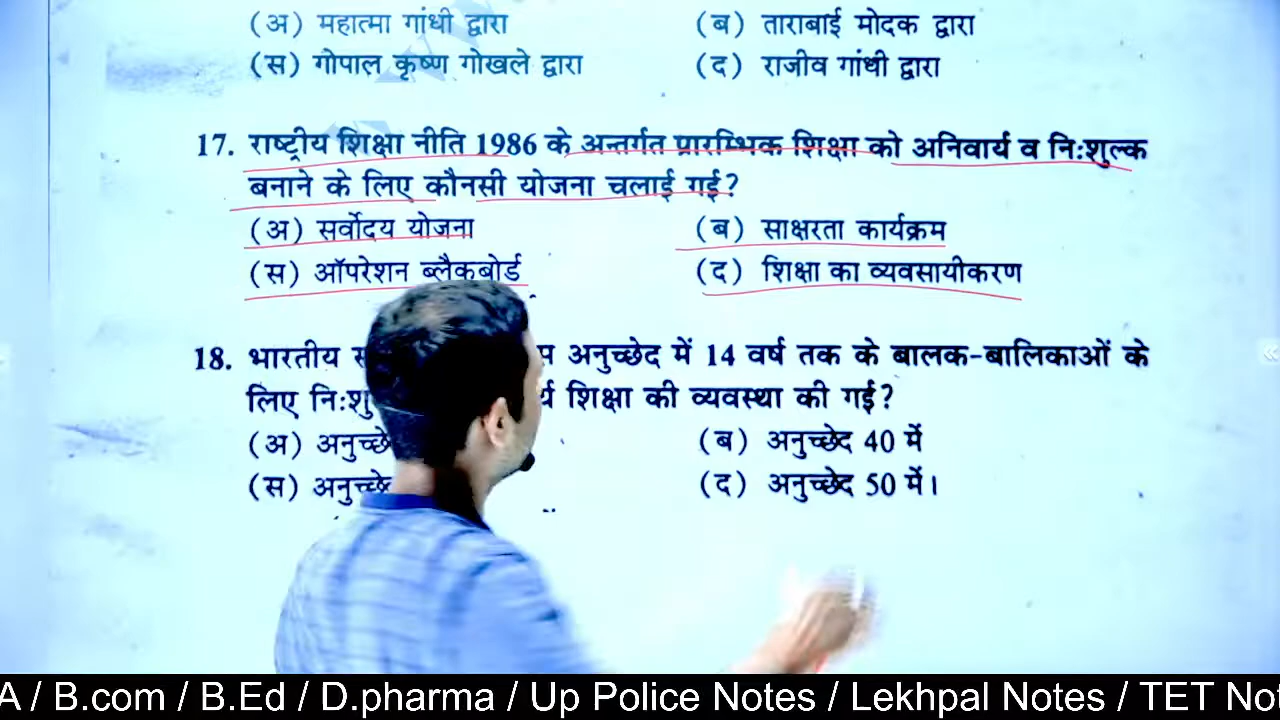 (अ) महात्मा गांधी द्वारा (ब) ताराबाई मोदक द्वारा
(स) गोपाल कृष्ण गोखले द्वारा (द) राजीव गांधी द्वारा
17. राष्ट्रीय शिक्षा नीति 1986 के अन्तर्गत प्रारम्भिक शिक्षा को अनिवार्य व निःशुल्क
बनाने के लिए कौनसी योजना चलाई गई?
(अ) सर्वोदय योजना (ब) साक्षरता कार्यक्रम
(स) ऑपरेशन ब्लैकबोर्ड (द) शिक्षा का व्यवसायीकरण
18. भारतीय अनुच्छेद में 14 वर्ष तक के बालक-बालिकाओं के
लिए शिक्षा की व्यवस्था की गई?
(अ) (ब) अनुच्छेद 40 में
(स) (द) अनुच्छेद 50 में।
A / B.com / B.Ed / D.pharma / Up Police Notes / Lekhpal Notes / TET Not